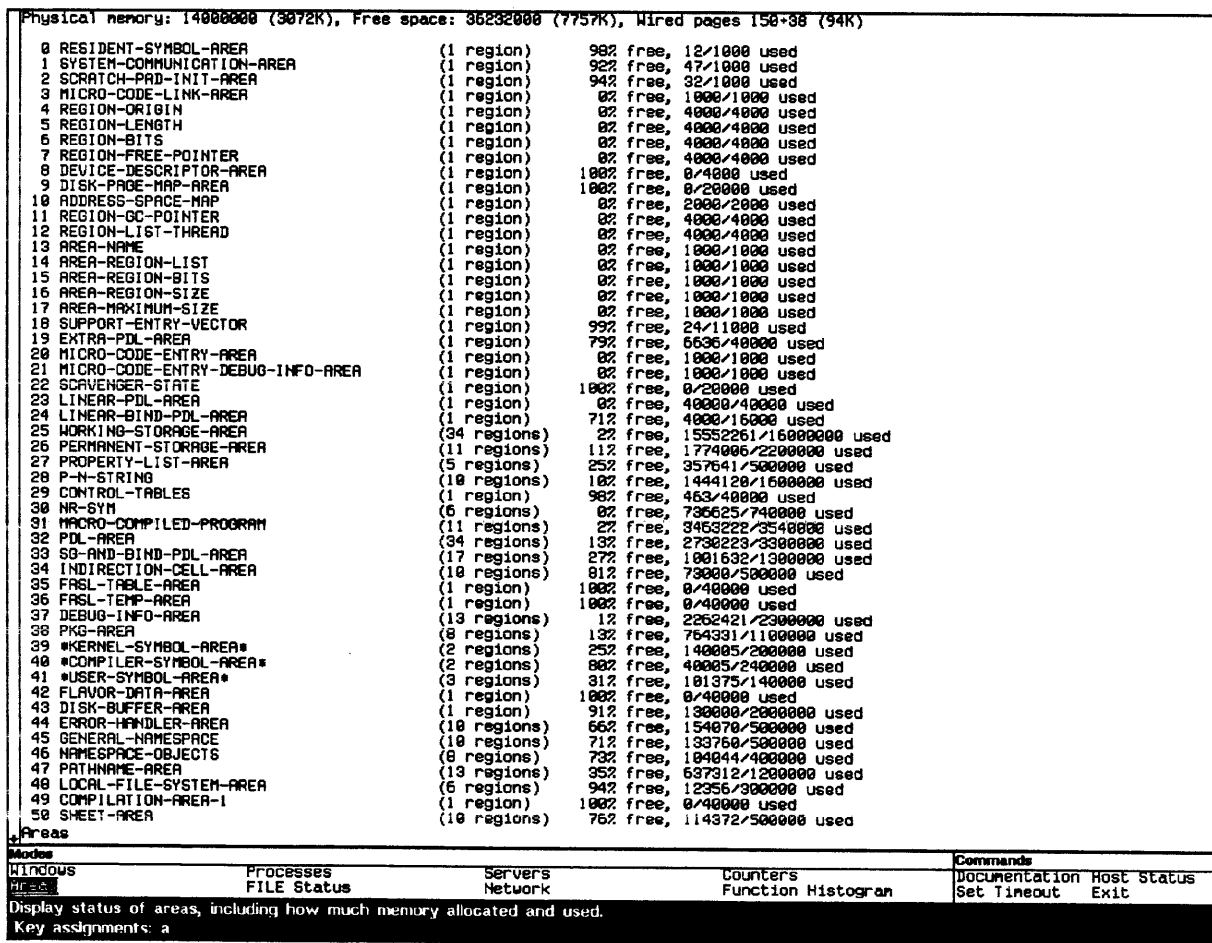 Physical memory: 14000000 (3072K), Free space: 36232000 (7757K), Wired pages 150+38 (94K)
0 RESIDENT-SYMBOL-AREA (1 region) 98% free, 12/1000 used
1 SYSTEM-COMMUNICATION-AREA (1 region) 92% free, 47/1000 used
2 SCRATCH-PAD-INIT-AREA (1 region) 94% free, 32/1000 used
3 MICRO-CODE-LINK-AREA (1 region) 0% free, 1000/1000 used
4 REGION-ORIGIN (1 region) 0% free, 4000/4000 used
5 REGION-LENGTH (1 region) 0% free, 4000/4000 used
6 REGION-BITS (1 region) 0% free, 4000/4000 used
7 REGION-FREE-POINTER (1 region) 0% free, 4000/4000 used
8 DEVICE-DESCRIPTOR-AREA (1 region) 100% free, 0/4000 used
9 DISK-PAGE-MAP-AREA (1 region) 100% free, 0/20000 used
10 ADDRESS-SPACE-MAP (1 region) 0% free, 2000/2000 used
11 REGION-GC-POINTER (1 region) 0% free, 4000/4000 used
12 REGION-LIST-THREAD (1 region) 0% free, 4000/4000 used
13 AREA-NAME (1 region) 0% free, 1000/1000 used
14 AREA-REGION-LIST (1 region) 0% free, 1000/1000 used
15 AREA-REGION-BITS (1 region) 0% free, 1000/1000 used
16 AREA-REGION-SIZE (1 region) 0% free, 1000/1000 used
17 AREA-MAXIMUM-SIZE (1 region) 0% free, 1000/1000 used
18 SUPPORT-ENTRY-VECTOR (1 region) 99% free, 24/11000 used
19 EXTRA-PDL-AREA (1 region) 79% free, 6636/40000 used
20 MICRO-CODE-ENTRY-AREA (1 region) 0% free, 1000/1000 used
21 MICRO-CODE-ENTRY-DEBUG-INFO-AREA (1 region) 0% free, 1000/1000 used
22 SCAVENGER-STATE (1 region) 100% free, 0/20000 used
23 LINEAR-PDL-AREA (1 region) 0% free, 40000/40000 used
24 LINEAR-BIND-PDL-AREA (1 region) 71% free, 4000/16000 used
25 WORKING-STORAGE-AREA (34 regions) 2% free, 15552261/16000000 used
26 PERMANENT-STORAGE-AREA (11 regions) 11% free, 1774006/2200000 used
27 PROPERTY-LIST-AREA (5 regions) 25% free, 357641/500000 used
28 P-N-STRING (10 regions) 10% free, 1444120/1600000 used
29 CONTROL-TABLES (1 region) 98% free, 463/40000 used
30 NR-SYM (6 regions) 0% free, 736625/740000 used
31 MACRO-COMPILED-PROGRAM (11 regions) 2% free, 3463222/3540000 used
32 PDL-AREA (34 regions) 13% free, 2730223/3300000 used
33 SG-AND-BIND-PDL-AREA (17 regions) 27% free, 1001632/1300000 used
34 INDIRECTION-CELL-AREA (10 regions) 81% free, 73000/500000 used
35 FASL-TABLE-AREA (1 region) 100% free, 0/40000 used
36 FASL-TEMP-AREA (1 region) 100% free, 0/40000 used
37 DEBUG-INFO-AREA (13 regions) 1% free, 2262421/2300000 used
38 PKG-AREA (8 regions) 13% free, 764331/1100000 used
39 *KERNEL-SYMBOL-AREA* (2 regions) 25% free, 140005/200000 used
40 *COMPILER-SYMBOL-AREA* (2 regions) 80% free, 40005/240000 used
41 *USER-SYMBOL-AREA* (3 regions) 31% free, 101375/140000 used
42 FLAVOR-DATA-AREA (1 region) 100% free, 0/40000 used
43 DISK-BUFFER-AREA (1 region) 91% free, 130000/2000000 used
44 ERROR-HANDLER-AREA (10 regions) 66% free, 154070/500000 used
45 GENERAL-NAMESPACE (10 regions) 71% free, 133760/500000 used
46 NAMESPACE-OBJECTS (8 regions) 73% free, 104044/400000 used
47 PATHNAME-AREA (13 regions) 35% free, 637312/1200000 used
48 LOCAL-FILE-SYSTEM-AREA (6 regions) 94% free, 12356/300000 used
49 COMPILATION-AREA-1 (1 region) 100% free, 0/40000 used
50 SHEET-AREA (10 regions) 76% free, 114372/500000 used
Areas
Modes Commands
Windows Processes Servers Counters Documentation Host Status
Areas FILE Status Network Function Histogram Set Timeout Exit
Display status of areas, including how much memory allocated and used.
Key assignments: a